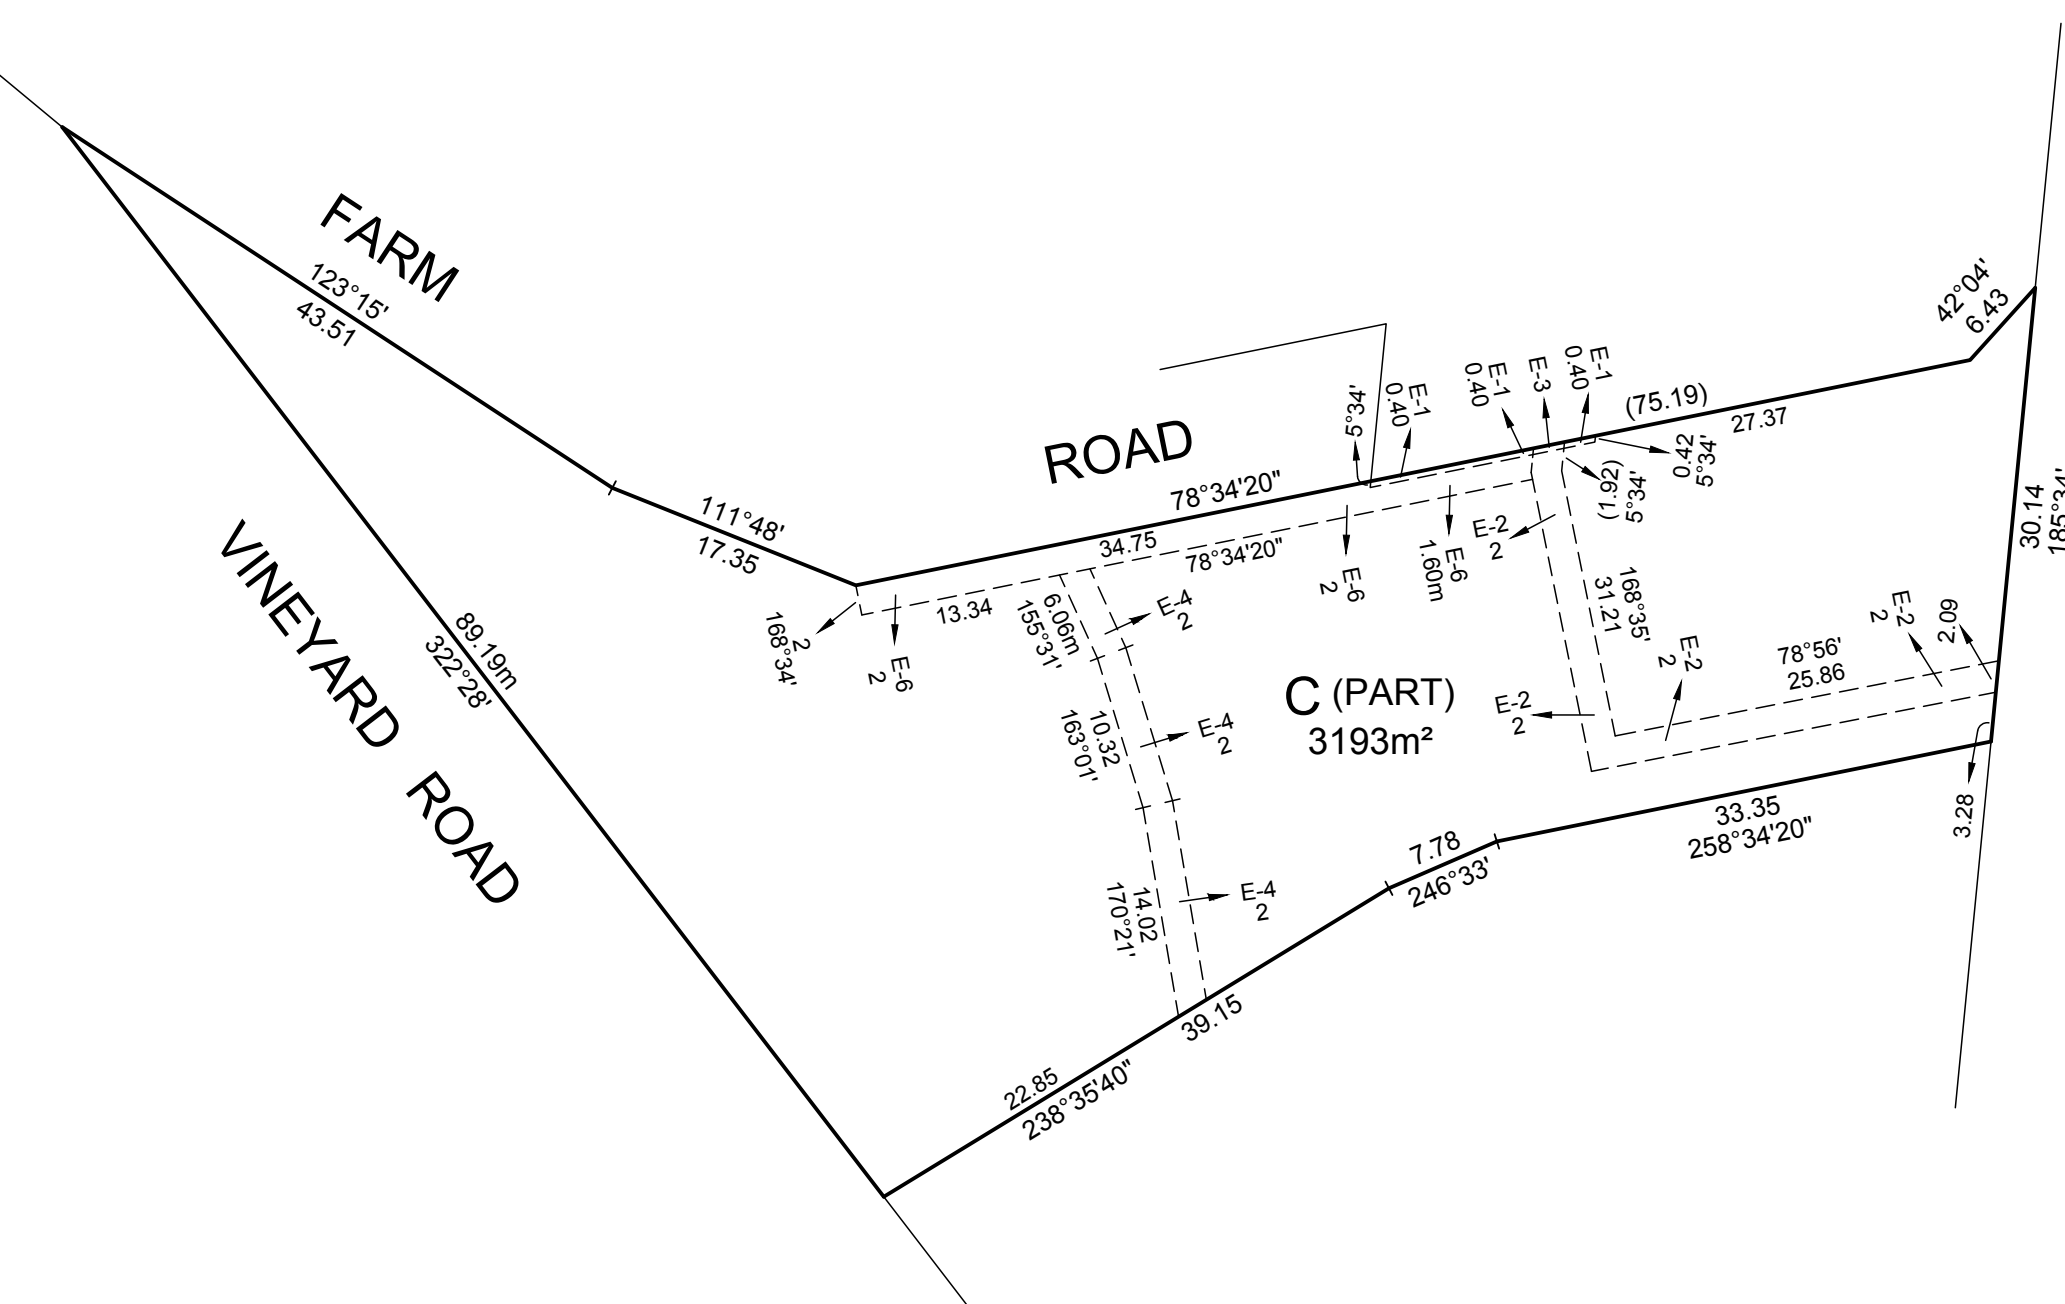 FARM
123°15'
43.51
42°04'
6.43
E-1
0.40
E-3
E-1
0.40
E-1
0.40
5°34'
(75.19)
27.37
ROAD
78°34'20"
34.75
78°34'20"
0.42
5°34'
(1.92)
5°34'
30.14
185°34'
111°48'
17.35
VINEYARD ROAD
89.19m
322°28'
2
168°34'
E-6
2
13.34
6.06m
155°31'
E-4
2
E-6
2
E-6
1.60m
E-2
2
168°35'
31.21
E-2
2
78°56'
25.86
E-2
2
2.09
C (PART)
3193m²
E-2
2
10.32
163°01'
E-4
2
3.28
33.35
258°34'20"
7.78
246°33'
14.02
170°21'
E-4
2
39.15
22.85
238°35'40"